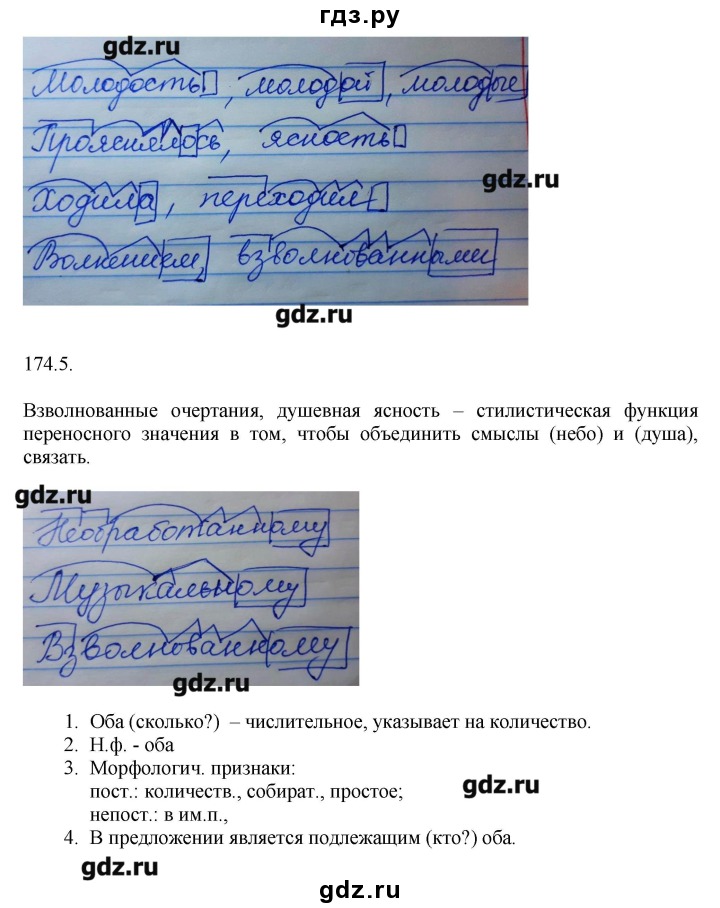 гдз.ру
gdz.ru
Молодость, молодой, молодые
Прояснялось, ясность
gdz.ru
Ходила, переходил
Волнением, взволнованными
gdz.ru
174.5.
Взволнованные очертания, душевная ясность – стилистическая функция
переносного значения в том, чтобы объединить смыслы (небо) и (душа),
связать.
gdz.ru
Необработанному
Музыкальному
Взволнованному
gdz.ru
1. Оба (сколько?) – числительное, указывает на количество.
2. Н.ф. - оба
3. Морфологич. признаки:
пост.: количеств., собират., простое;
gdz.ru
непост.: в им.п.,
4. В предложении является подлежащим (кто?) оба.
gdz.ru
gdz.ru